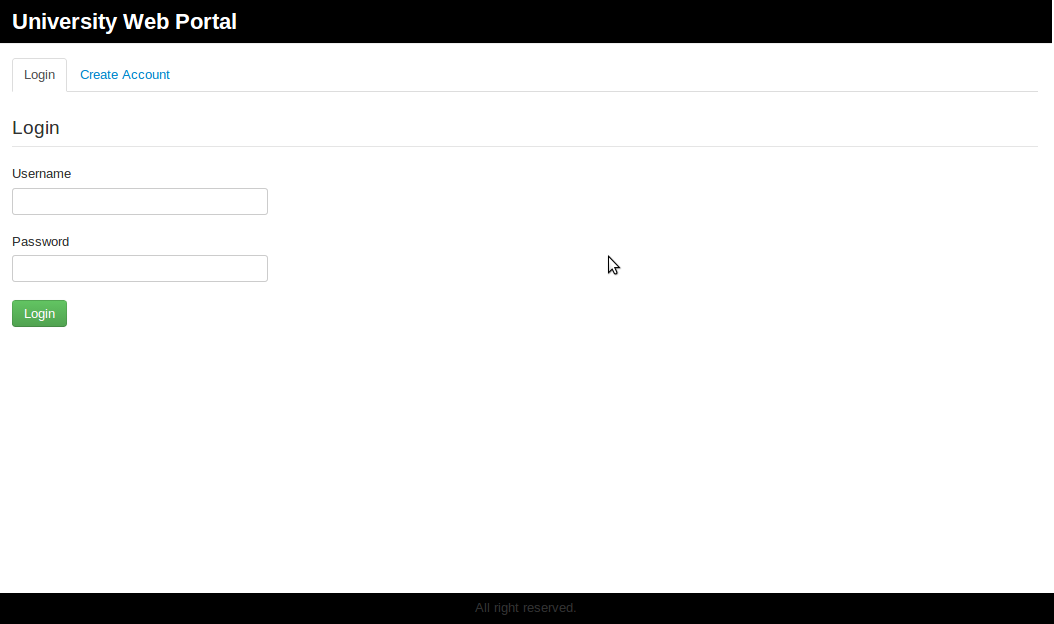 University Web Portal
Login Create Account
Login
Username
Password
Login
All right reserved.